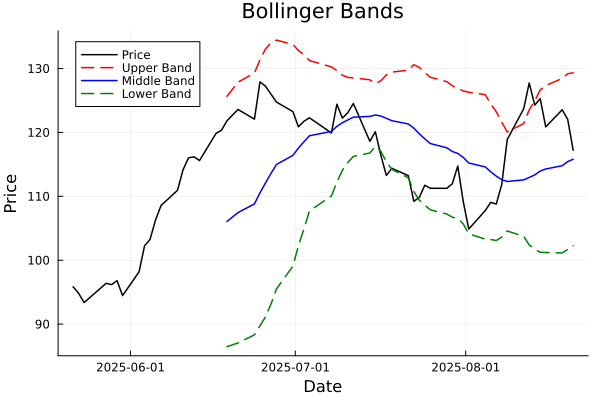 Bollinger Bands
Price
Upper Band
Middle Band
Lower Band
Price
130
120
110
100
90
2025-06-01
2025-07-01
2025-08-01
Date